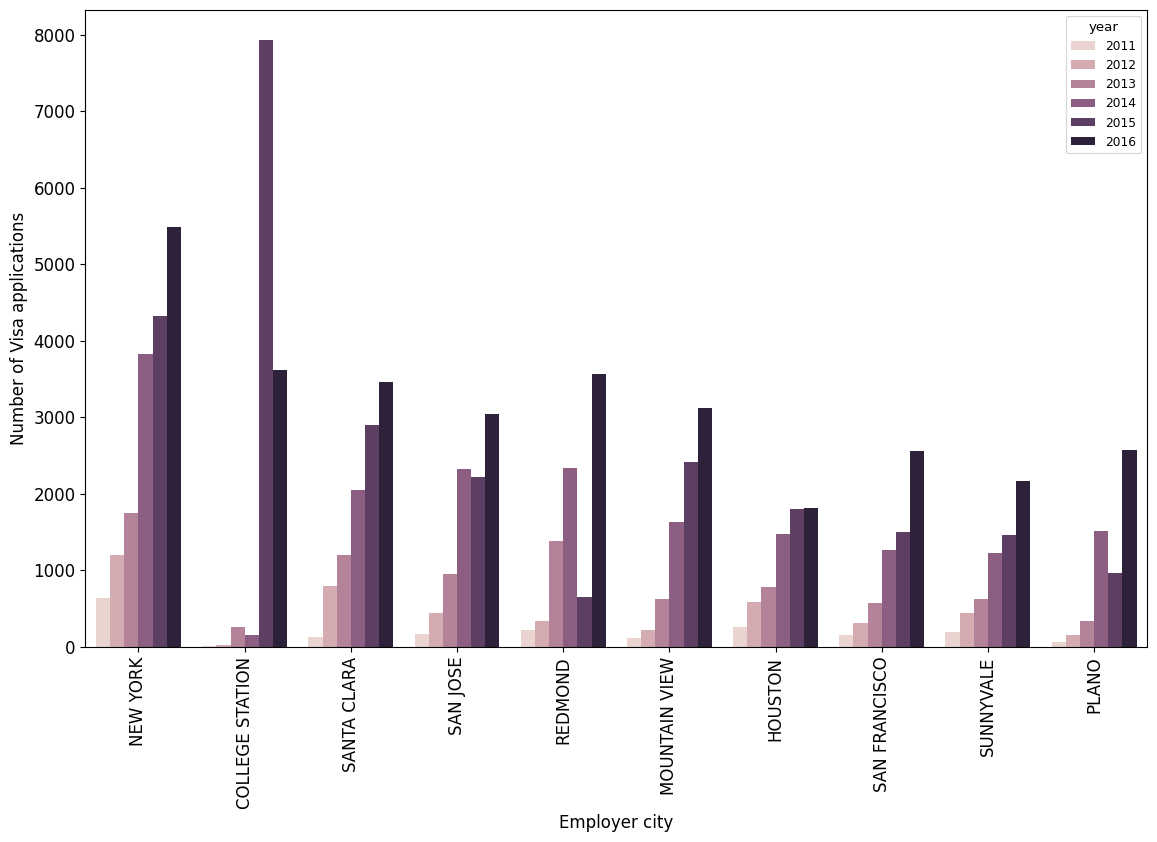 year
2011
2012
2013
2014
2015
2016
Number of Visa applications
8000
7000
6000
5000
4000
3000
2000
1000
0
NEW YORK
COLLEGE STATION
SANTA CLARA
SAN JOSE
REDMOND
MOUNTAIN VIEW
HOUSTON
SAN FRANCISCO
SUNNYVALE
PLANO
Employer city